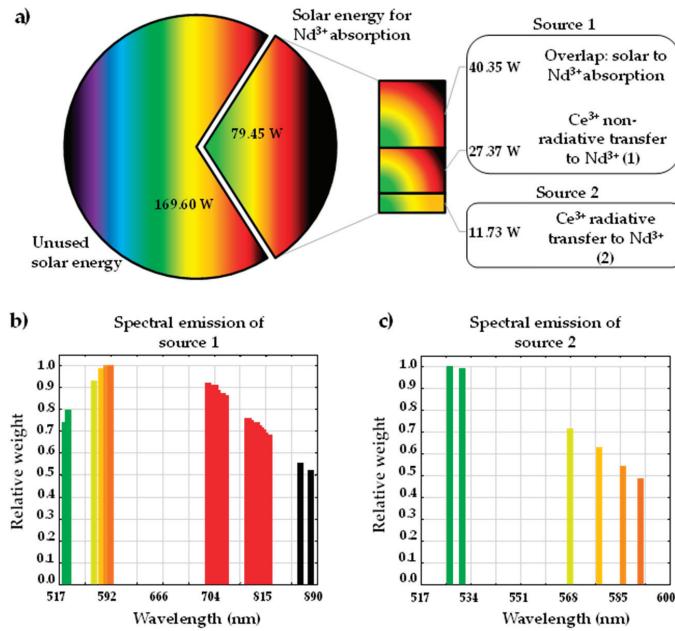 a)
Solar energy for
Nd³⁺ absorption
79.45 W
169.60 W
Unused
solar energy
Source 1
40.35 W
Overlap: solar to
Nd³⁺absorption
27.37 W
Ce³⁺ non-
radiative transfer
to Nd³⁺ (1)
Source 2
11.73 W
Ce³⁺ radiative
transfer to Nd³⁺
(2)
b)
Spectral emission of
source 1
Relative weight
1.0
0.9
0.8
0.7
0.6
0.5
0.4
0.3
0.2
0.1
0.0
517 592 666 704 815 890
Wavelength (nm)
c)
Spectral emission of
source 2
Relative weight
1.0
0.9
0.8
0.7
0.6
0.5
0.4
0.3
0.2
0.1
0.0
517 534 551 568 585 600
Wavelength (nm)